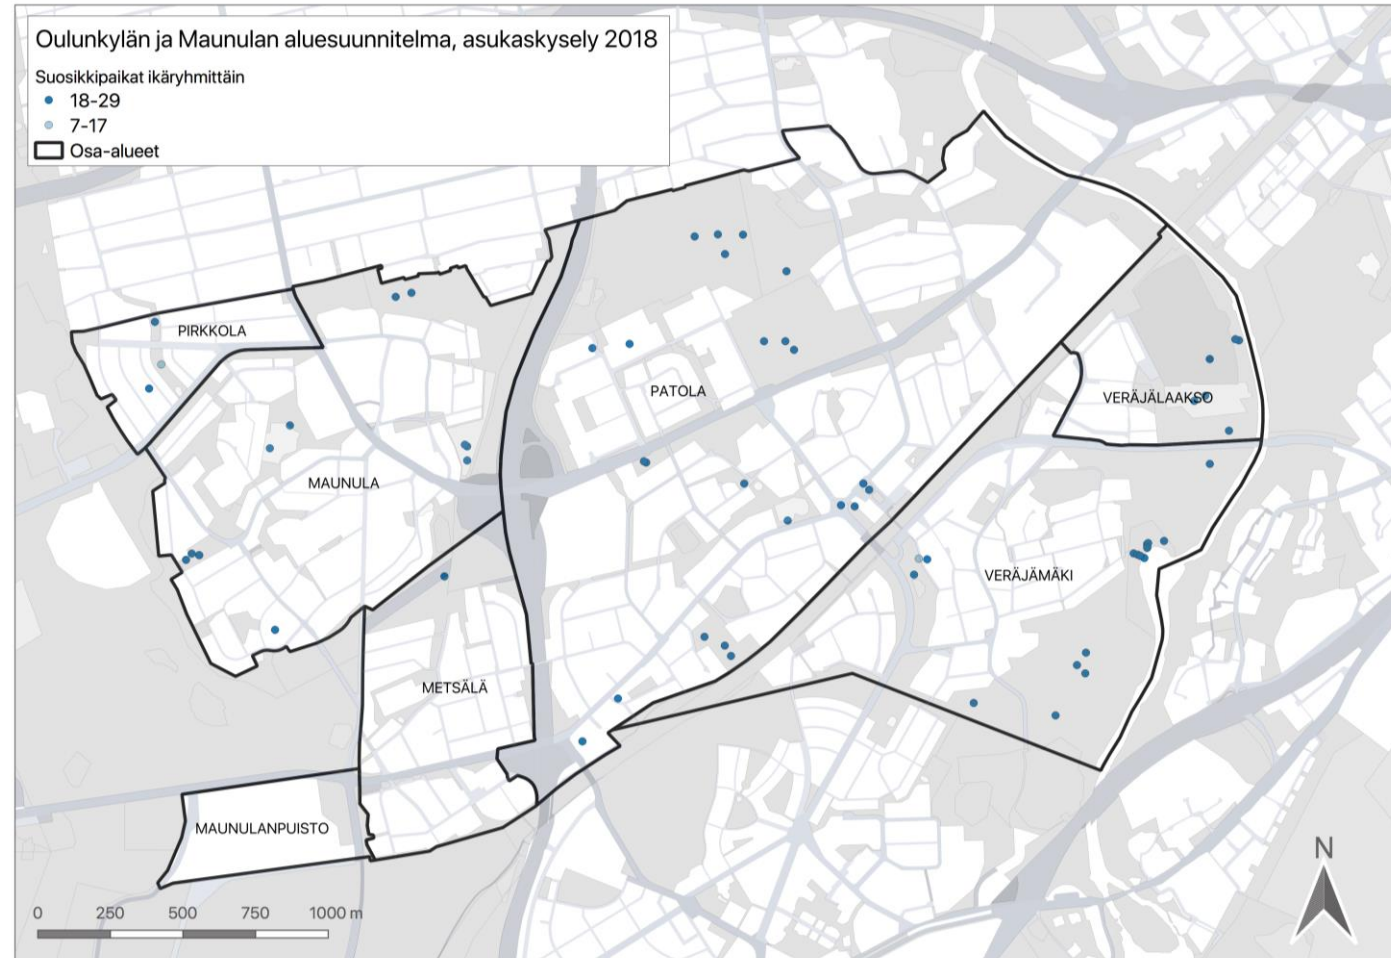 Oulunkylän ja Maunulan aluesuunnitelma, asukaskysely 2018
Suosikkipaikat ikäryhmittäin
18-29
7-17
Osa-alueet
PIRKKOLA
PATOLA
VERÄJÄLAAKSO
MAUNULA
VERÄJÄMÄKI
METSÄLÄ
MAUNULANPUISTO
N
0 250 500 750 1000 m